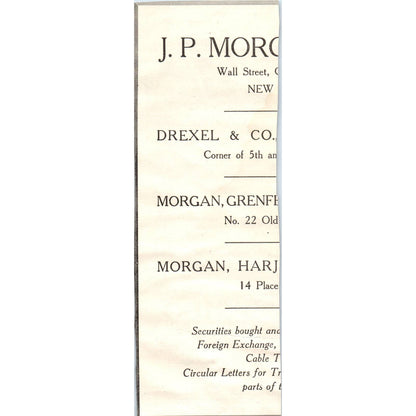 J. P. MORG
Wall Street, C
NEW
DREXEL & CO.,
Corner of 5th an
MORGAN, GRENFE
No. 22 Old
MORGAN, HARJ
14 Place
Securities bought and
Foreign Exchange,
Cable T
Circular Letters for Tr
parts of t